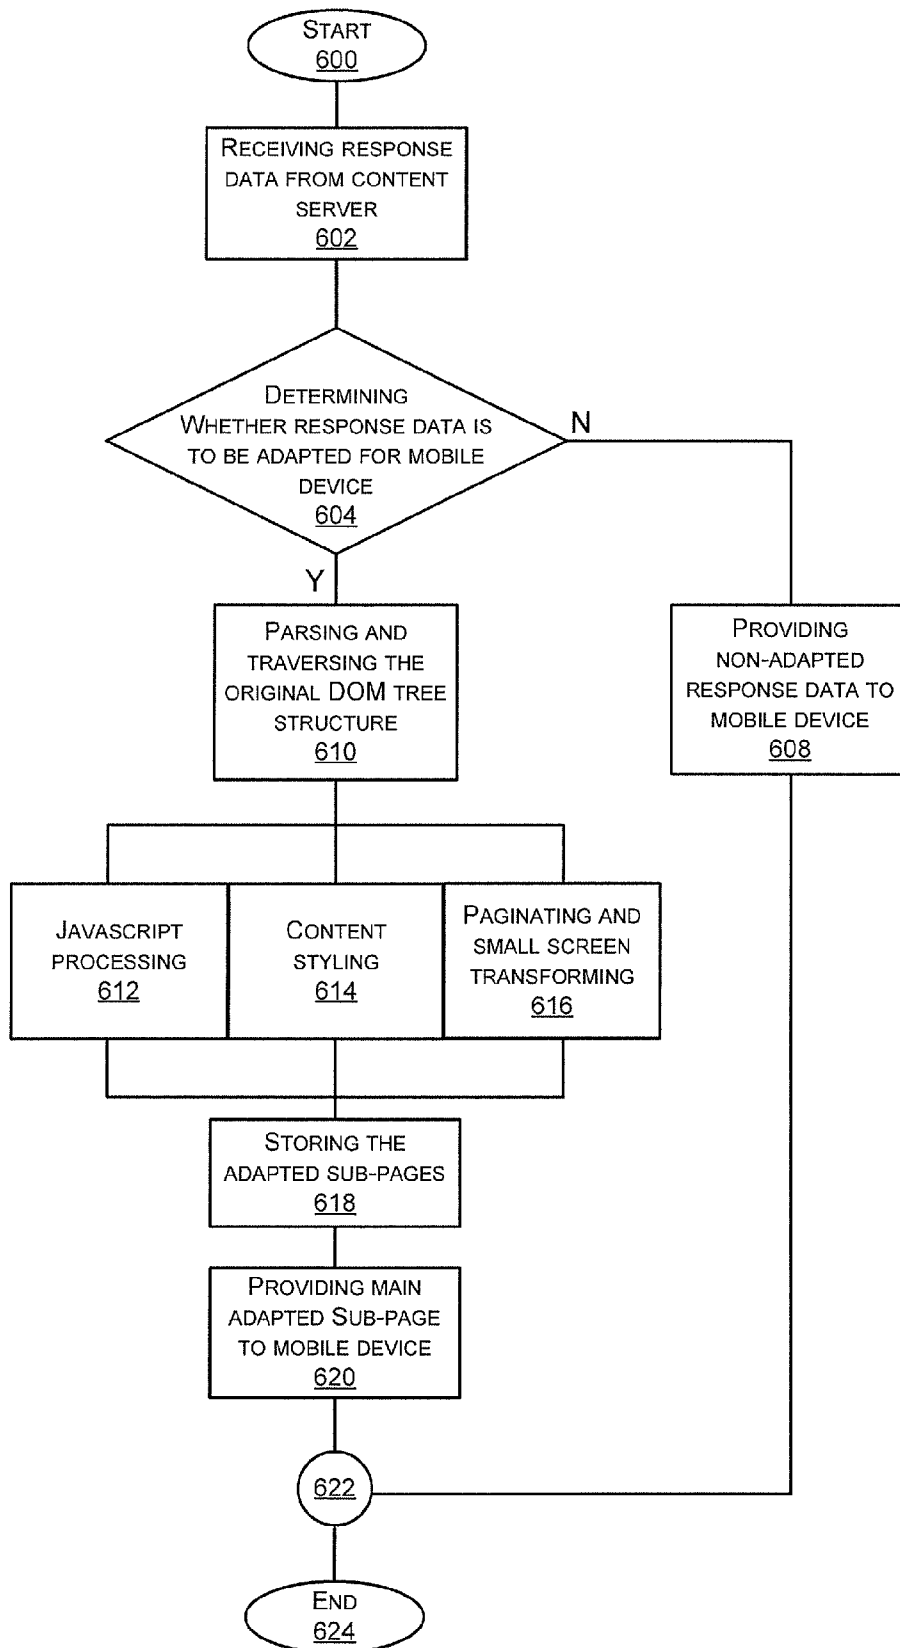 START
600
RECEIVING RESPONSE
DATA FROM CONTENT
SERVER
602
DETERMINING
WHETHER RESPONSE DATA IS
TO BE ADAPTED FOR MOBILE
DEVICE
604
N
Y
PARSING AND
TRAVERSING THE
ORIGINAL DOM TREE
STRUCTURE
610
PROVIDING
NON-ADAPTED
RESPONSE DATA TO
MOBILE DEVICE
608
JAVASCRIPT
PROCESSING
612
CONTENT
STYLING
614
PAGINATING AND
SMALL SCREEN
TRANSFORMING
616
STORING THE
ADAPTED SUB-PAGES
618
PROVIDING MAIN
ADAPTED SUB-PAGE
TO MOBILE DEVICE
620
622
END
624